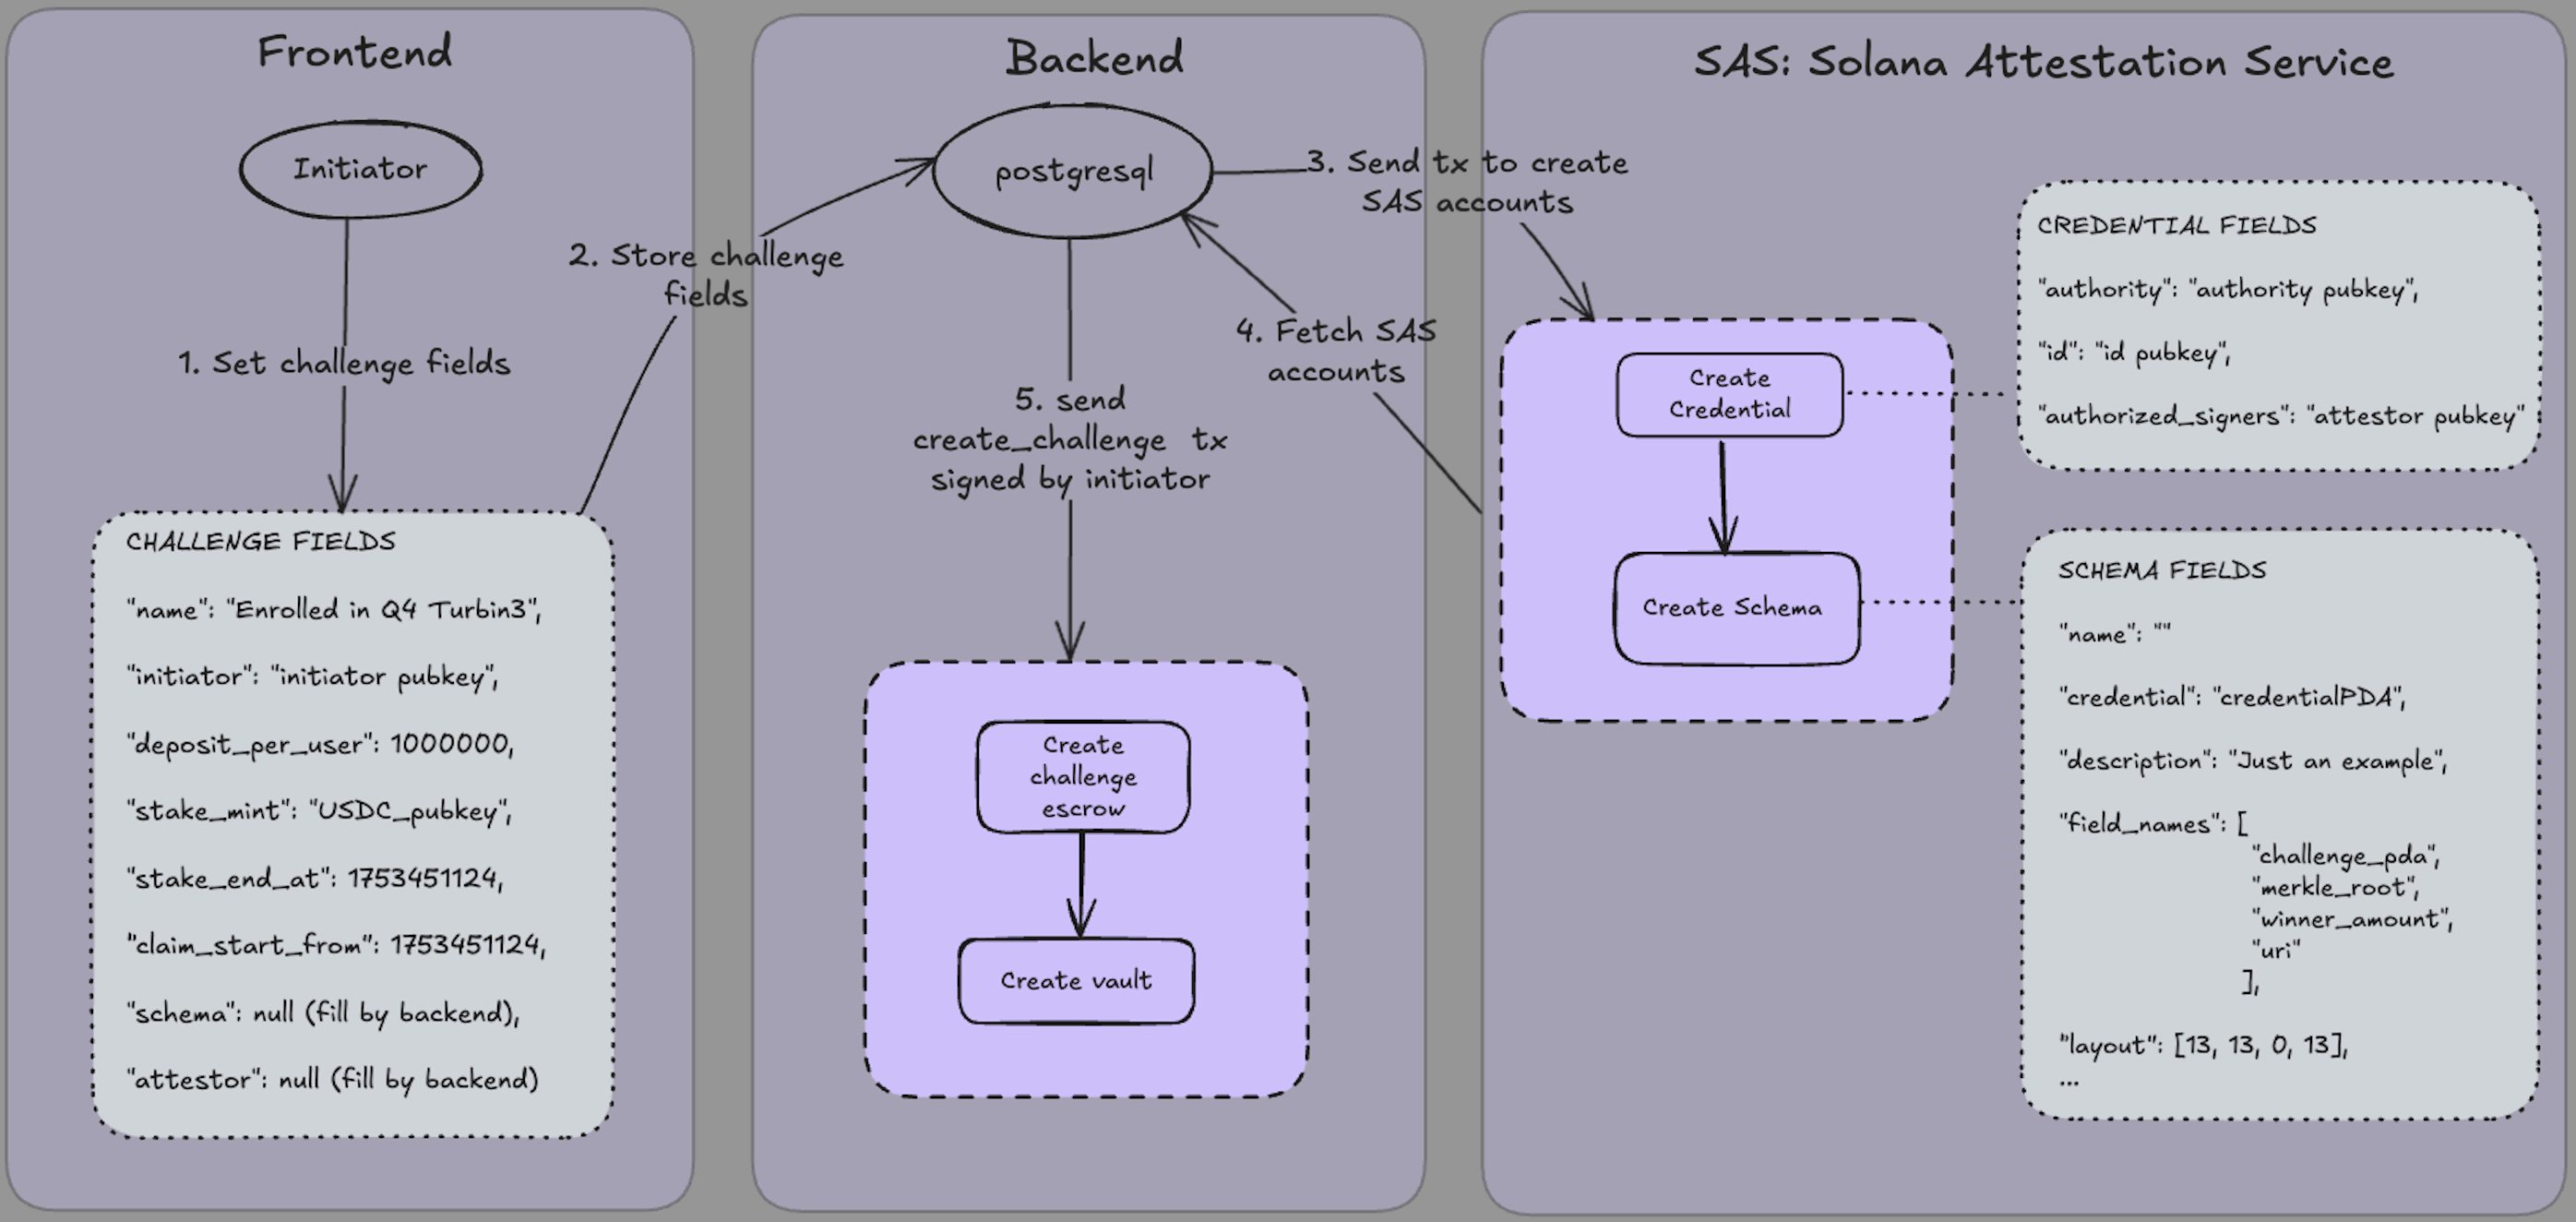 Frontend
Initiator
1. Set challenge fields
CHALLENGE FIELDS
"name": "Enrolled in Q4 Turbin3",
"initiator": "initiator pubkey",
"deposit_per_user": 1000000,
"stake_mint": "USDC_pubkey",
"stake_end_at": 1753451124,
"claim_start_from": 1753451124,
"schema": null (fill by backend),
"attestor": null (fill by backend)
2. Store challenge
fields
Backend
postgresql
3. Send tx to create
SAS accounts
4. Fetch SAS
accounts
5. send
create_challenge tx
signed by initiator
Create
challenge
escrow
Create vault
SAS: Solana Attestation Service
Create
Credential
Create Schema
CREDENTIAL FIELDS
"authority": "authority pubkey",
"id": "id pubkey",
"authorized_signers": "attestor pubkey"
SCHEMA FIELDS
"name": ""
"credential": "credentialPDA",
"description": "Just an example",
"field_names": [
"challenge_pda",
"merkle_root",
"winner_amount",
"uri"
],
"layout": [13, 13, 0, 13],
...